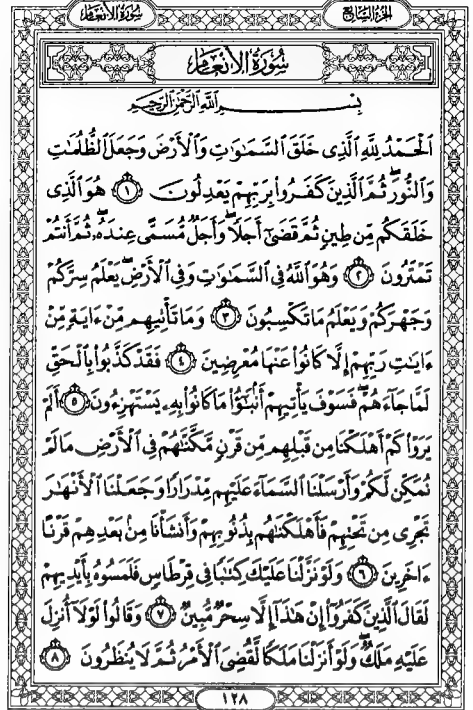 الجزء السابع
سورة الأنعام
سُورَةُ الأَنْعَامِ
بِسْمِ اللَّهِ الرَّحْمَٰنِ الرَّحِيمِ
ٱلْحَمْدُ لِلَّهِ ٱلَّذِى خَلَقَ ٱلسَّمَٰوَٰتِ وَٱلْأَرْضَ وَجَعَلَ ٱلظُّلُمَٰتِ
وَٱلنُّورَ ۖ ثُمَّ ٱلَّذِينَ كَفَرُوا۟ بِرَبِّهِمْ يَعْدِلُونَ ١ هُوَ ٱلَّذِى
خَلَقَكُم مِّن طِينٍ ثُمَّ قَضَىٰٓ أَجَلًا ۖ وَأَجَلٌ مُّسَمًّى عِندَهُۥ ۖ ثُمَّ أَنتُمْ
تَمْتَرُونَ ٢ وَهُوَ ٱللَّهُ فِى ٱلسَّمَٰوَٰتِ وَفِى ٱلْأَرْضِ ۖ يَعْلَمُ سِرَّكُمْ
وَجَهْرَكُمْ وَيَعْلَمُ مَا تَكْسِبُونَ ٣ وَمَا تَأْتِيهِم مِّنْ ءَايَةٍ مِّنْ
ءَايَٰتِ رَبِّهِمْ إِلَّا كَانُوا۟ عَنْهَا مُعْرِضِينَ ٤ فَقَدْ كَذَّبُوا۟ بِٱلْحَقِّ
لَمَّا جَآءَهُمْ ۖ فَسَوْفَ يَأْتِيهِمْ أَنۢبَٰٓؤُا۟ مَا كَانُوا۟ بِهِۦ يَسْتَهْزِءُونَ ٥ أَلَمْ
يَرَوْا۟ كَمْ أَهْلَكْنَا مِن قَبْلِهِم مِّن قَرْنٍ مَّكَّنَّٰهُمْ فِى ٱلْأَرْضِ مَا لَمْ
نُمَكِّن لَّكُمْ وَأَرْسَلْنَا ٱلسَّمَآءَ عَلَيْهِم مِّدْرَارًا وَجَعَلْنَا ٱلْأَنْهَٰرَ
تَجْرِى مِن تَحْتِهِمْ فَأَهْلَكْنَٰهُم بِذُنُوبِهِمْ وَأَنشَأْنَا مِنۢ بَعْدِهِمْ قَرْنًا
ءَاخَرِينَ ٦ وَلَوْ نَزَّلْنَا عَلَيْكَ كِتَٰبًا فِى قِرْطَاسٍ فَلَمَسُوهُ بِأَيْدِيهِمْ
لَقَالَ ٱلَّذِينَ كَفَرُوٓا۟ إِنْ هَٰذَآ إِلَّا سِحْرٌ مُّبِينٌ ٧ وَقَالُوا۟ لَوْلَآ أُنزِلَ
عَلَيْهِ مَلَكٌ ۖ وَلَوْ أَنزَلْنَا مَلَكًا لَّقُضِىَ ٱلْأَمْرُ ثُمَّ لَا يُنظَرُونَ ٨
١٢٨